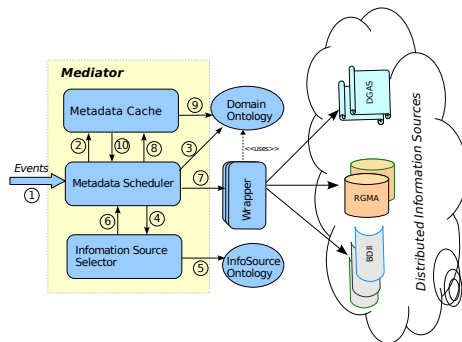 Mediator
Metadata Cache
⑨
Domain
Ontology
DGAS
②
⑩
⑧
③
<<uses>>
Events
①
Metadata Scheduler
⑦
Wrapper
RGMA
Distributed Information Sources
⑥
④
Infomation Source
Selector
⑤
InfoSource
Ontology
BDII